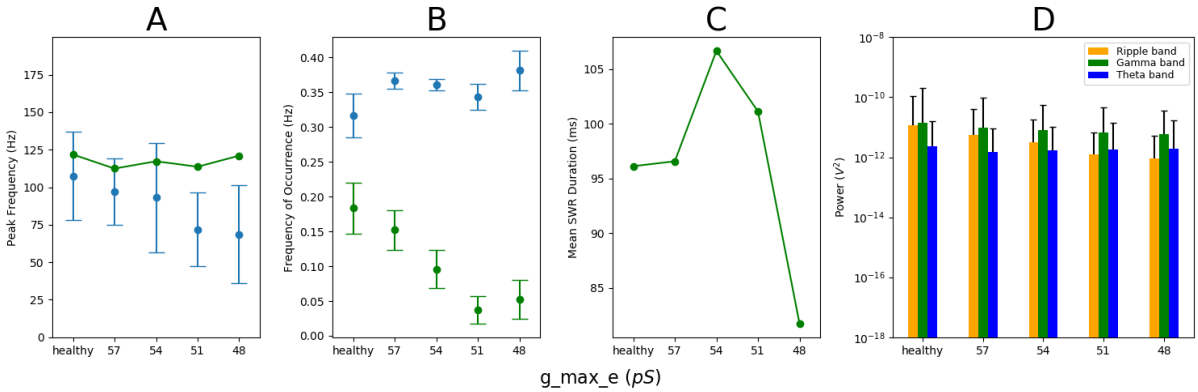 A
B
C
D
Peak Frequency (Hz)
175
150
125
100
75
50
25
0
healthy
57
54
51
48
Frequency of Occurrence (Hz)
0.40
0.35
0.30
0.25
0.20
0.15
0.10
0.05
0.00
healthy
57
54
51
48
Mean SWR Duration (ms)
105
100
95
90
85
healthy
57
54
51
48
Power (V²)
10⁻⁸
10⁻¹⁰
10⁻¹²
10⁻¹⁴
10⁻¹⁶
10⁻¹⁸
Ripple band
Gamma band
Theta band
healthy
57
54
51
48
g_max_e (pS)